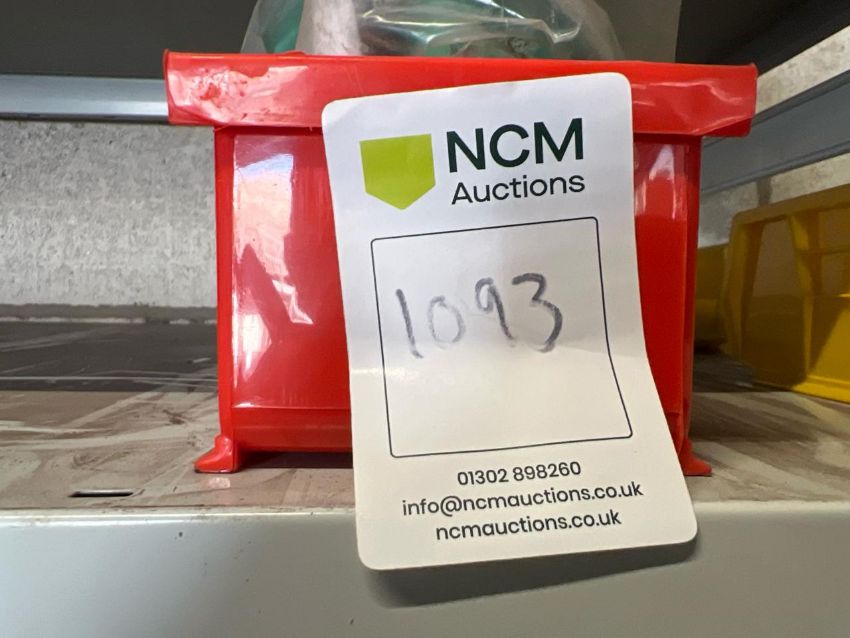 NCM
Auctions
1093
01302 898260
info@ncmauctions.co.uk
ncmauctions.co.uk